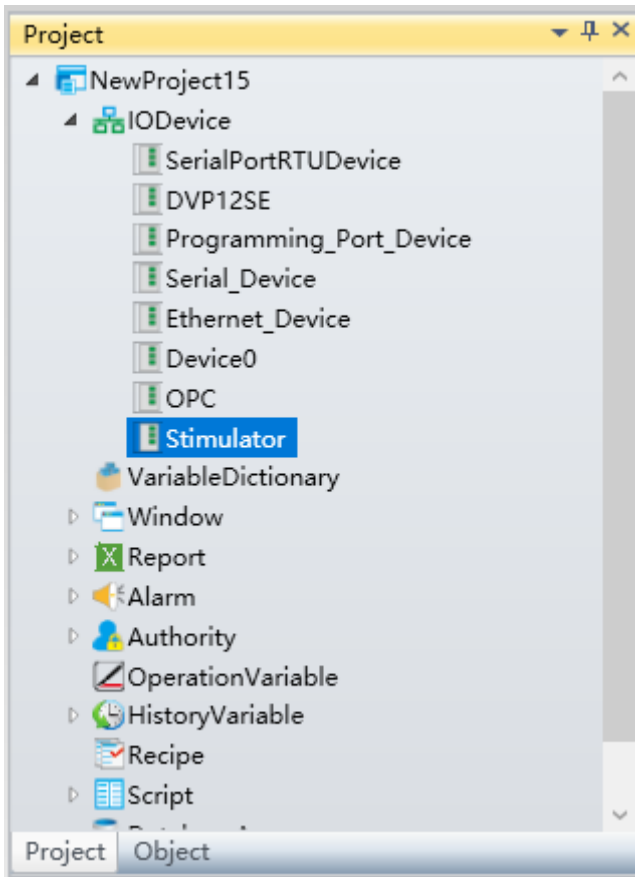 Project
NewProject15
IODevice
SerialPortRTUDevice
DVP12SE
Programming_Port_Device
Serial_Device
Ethernet_Device
Device0
OPC
Stimulator
VariableDictionary
Window
Report
Alarm
Authority
OperationVariable
HistoryVariable
Recipe
Script
Project Object